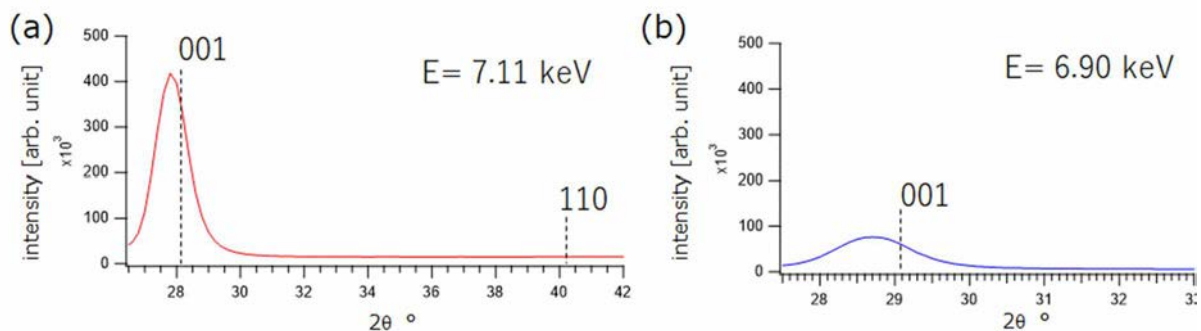 (a)
500
400
300
200
100
0
intensity [arb. unit]
x10³
001
E= 7.11 keV
110
28
30
32
34
36
38
40
42
2θ °
(b)
500
400
300
200
100
0
intensity [arb. unit]
x10³
E= 6.90 keV
001
28
29
30
31
32
33
2θ °